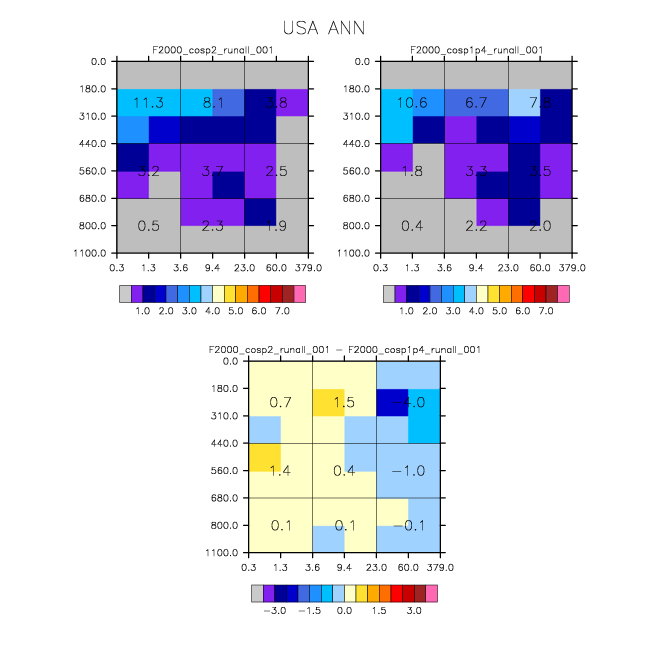 USA ANN
F2000_cosp2_runall_001 F2000_cosp1p4_runall_001
0.0 0.0
180.0 180.0
11.3 8.1 3.8 10.6 6.7 7.8
310.0 310.0
440.0 440.0
560.0 3.2 3.7 2.5 560.0 1.8 3.3 3.5
680.0 680.0
800.0 0.5 2.3 1.9 800.0 0.4 2.2 2.0
1100.0 1100.0
0.3 1.3 3.6 9.4 23.0 60.0 379.0 0.3 1.3 3.6 9.4 23.0 60.0 379.0
1.0 2.0 3.0 4.0 5.0 6.0 7.0 1.0 2.0 3.0 4.0 5.0 6.0 7.0
F2000_cosp2_runall_001 − F2000_cosp1p4_runall_001
0.0
180.0
0.7 1.5 −4.0
310.0
440.0
560.0 1.4 0.4 −1.0
680.0
800.0 0.1 0.1 −0.1
1100.0
0.3 1.3 3.6 9.4 23.0 60.0 379.0
−3.0 −1.5 0.0 1.5 3.0